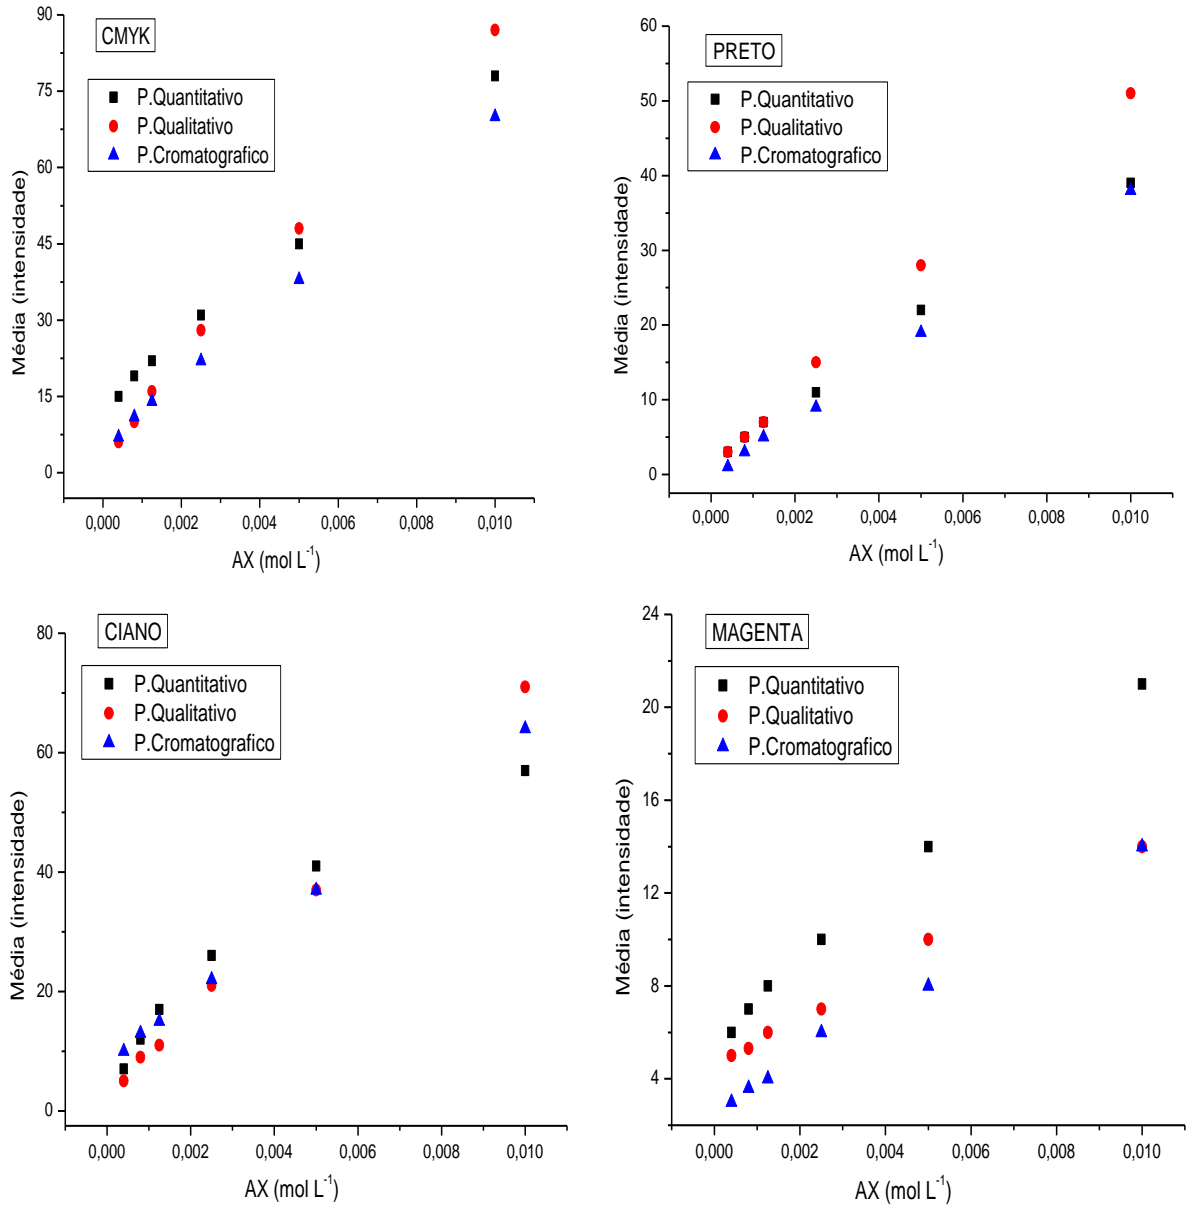 CMYK
P.Quantitativo
P.Qualitativo
P.Cromatografico
Média (intensidade)
90
75
60
45
30
15
0
0,000 0,002 0,004 0,006 0,008 0,010
AX (mol L⁻¹)
PRETO
P.Quantitativo
P.Qualitativo
P.Cromatografico
Média (intensidade)
60
50
40
30
20
10
0
0,000 0,002 0,004 0,006 0,008 0,010
AX (mol L⁻¹)
CIANO
P.Quantitativo
P.Qualitativo
P.Cromatografico
Média (intensidade)
80
60
40
20
0
0,000 0,002 0,004 0,006 0,008 0,010
AX (mol L⁻¹)
MAGENTA
P.Quantitativo
P.Qualitativo
P.Cromatografico
Média (intensidade)
24
20
16
12
8
4
0,000 0,002 0,004 0,006 0,008 0,010
AX (mol L⁻¹)